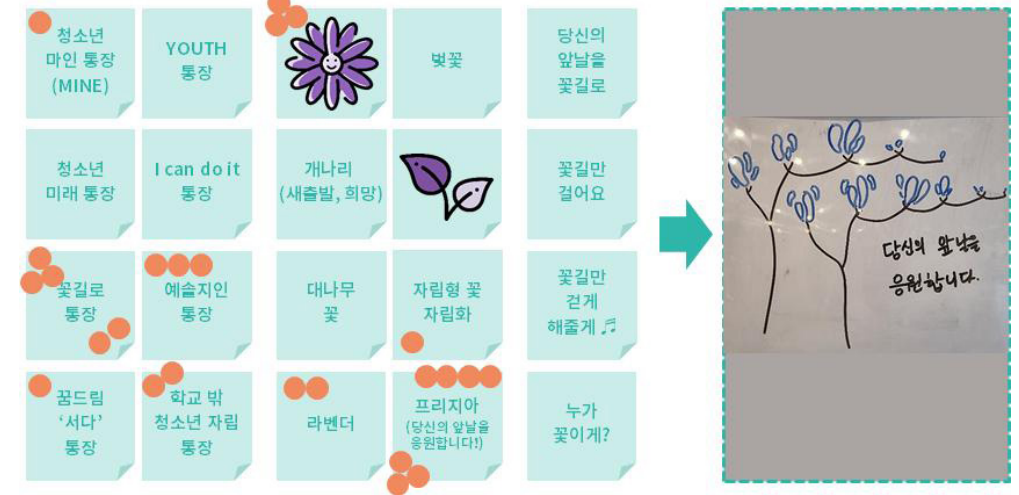 청소년
마인 통장
(MINE)
YOUTH
통장
벚꽃
당신의
앞날을
꽃길로
청소년
미래 통장
I can do it
통장
개나리
(새출발, 희망)
꽃길만
걸어요
꽃길로
통장
예솔지인
통장
대나무
꽃
자립형 꽃
자립화
꽃길만
걷게
해줄게 ♬
꿈드림
‘서다’
통장
학교 밖
청소년 자립
통장
라벤더
프리지아
(당신의 앞날을
응원합니다!)
누가
꽃이게?
당신의 앞날을
응원합니다.